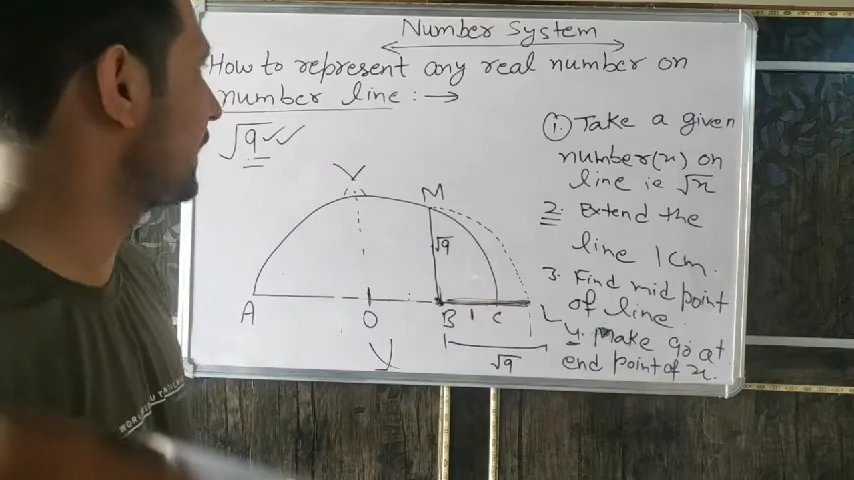 Number System
How to represent any real number on
number line : →
√9 ✓✓
① Take a given
number(x) on
line ie √x
2. Extend the
line 1cm.
3. Find mid point
of line.
4. Make 90 at
end point of x.
M
√9
A
O
B
1
C
L
√9